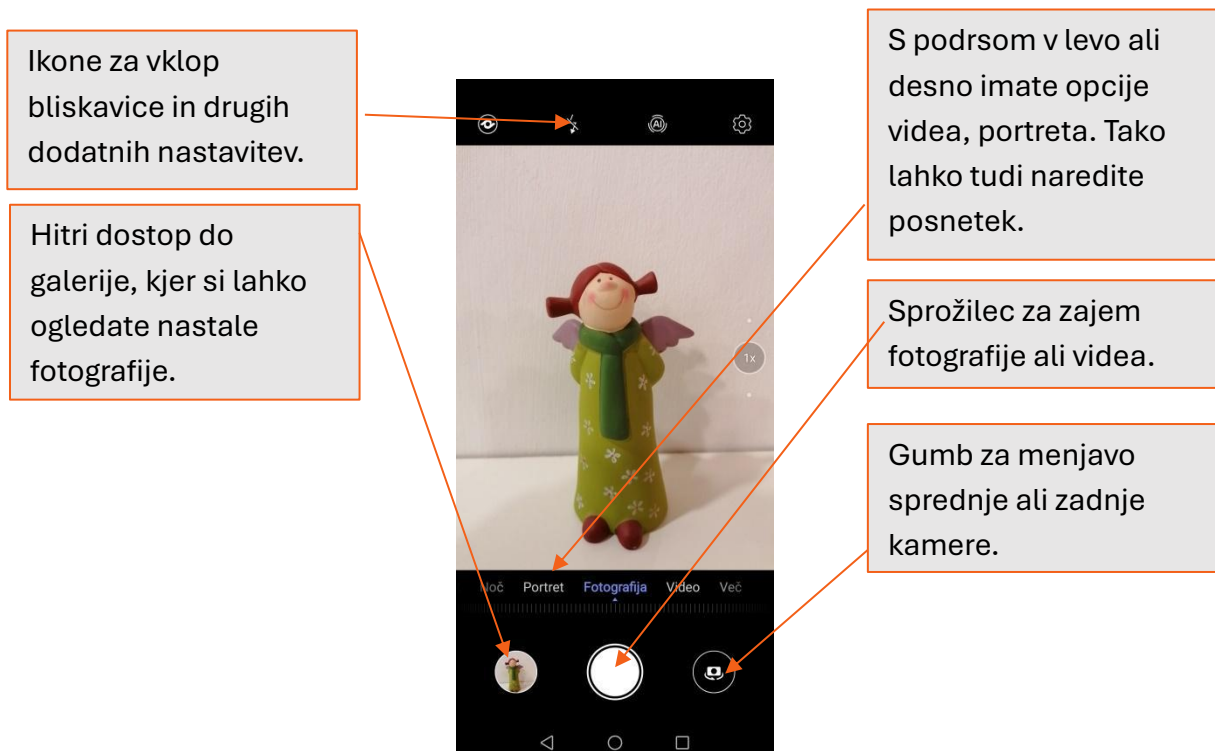 Ikone za vklop
bliskavice in drugih
dodatnih nastavitev.
Hitri dostop do
galerije, kjer si lahko
ogledate nastale
fotografije.
S podrsom v levo ali
desno imate opcije
videa, portreta. Tako
lahko tudi naredite
posnetek.
Sprožilec za zajem
fotografije ali videa.
Gumb za menjavo
sprednje ali zadnje
kamere.
AI
1x
Noč Portret Fotografija Video Več